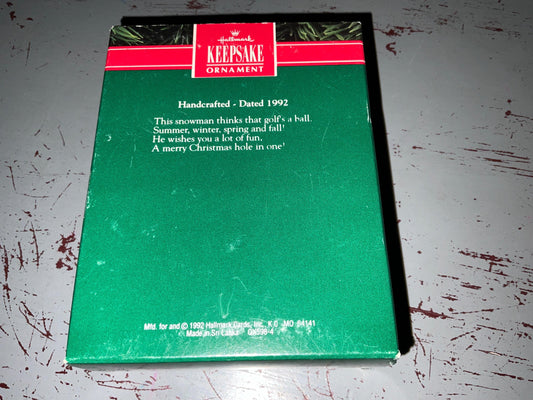 Hallmark
KEEPSAKE
ORNAMENT
Handcrafted - Dated 1992
This snowman thinks that golf's a ball.
Summer, winter, spring and fall!
He wishes you a lot of fun,
A merry Christmas hole in one!
Mfd. for and © 1992 Hallmark Cards, Inc., K.C. MO 64141
Made in Sri Lanka